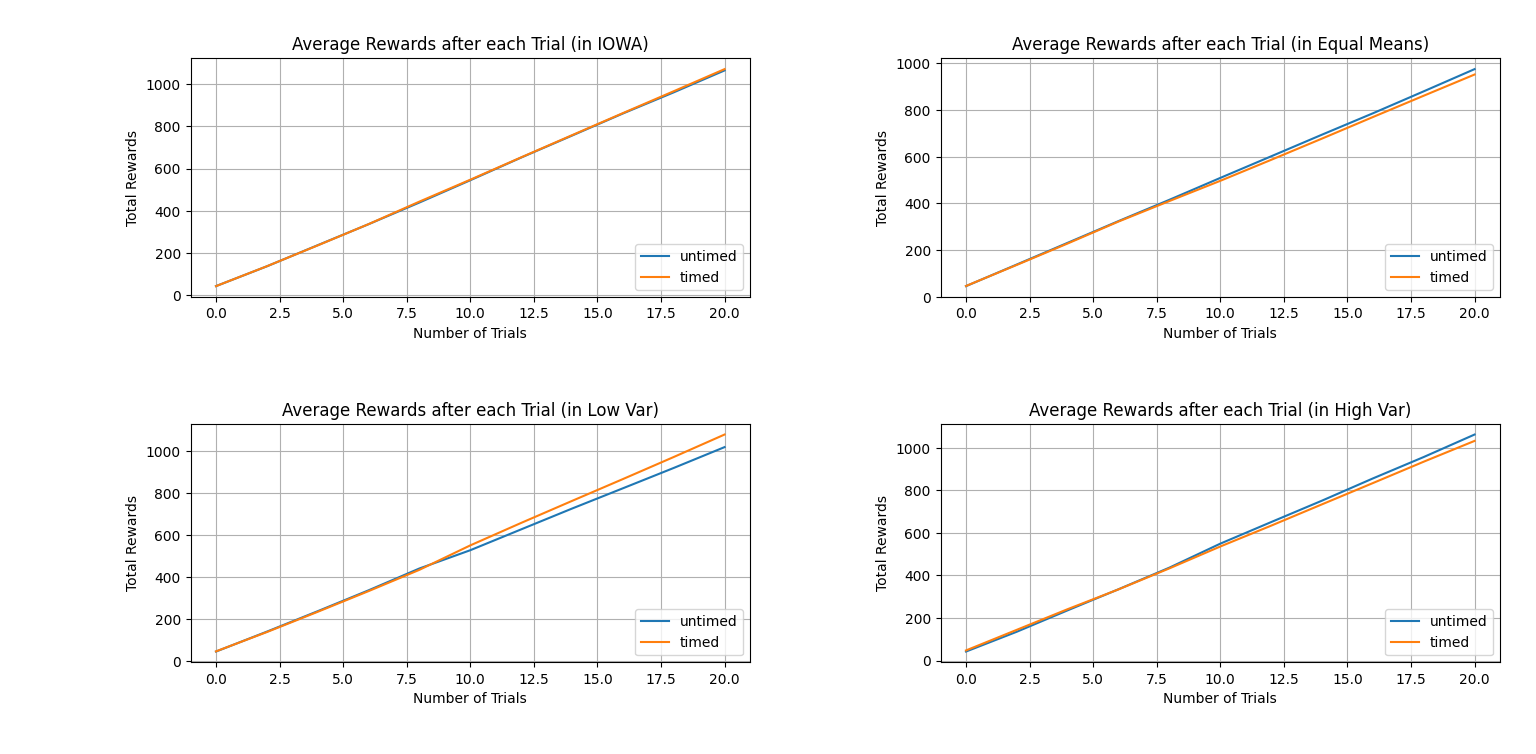 Average Rewards after each Trial (in IOWA)
Total Rewards
1000
800
600
400
200
0
0.0 2.5 5.0 7.5 10.0 12.5 15.0 17.5 20.0
Number of Trials
untimed
timed
Average Rewards after each Trial (in Equal Means)
Total Rewards
1000
800
600
400
200
0
0.0 2.5 5.0 7.5 10.0 12.5 15.0 17.5 20.0
Number of Trials
untimed
timed
Average Rewards after each Trial (in Low Var)
Total Rewards
1000
800
600
400
200
0
0.0 2.5 5.0 7.5 10.0 12.5 15.0 17.5 20.0
Number of Trials
untimed
timed
Average Rewards after each Trial (in High Var)
Total Rewards
1000
800
600
400
200
0
0.0 2.5 5.0 7.5 10.0 12.5 15.0 17.5 20.0
Number of Trials
untimed
timed